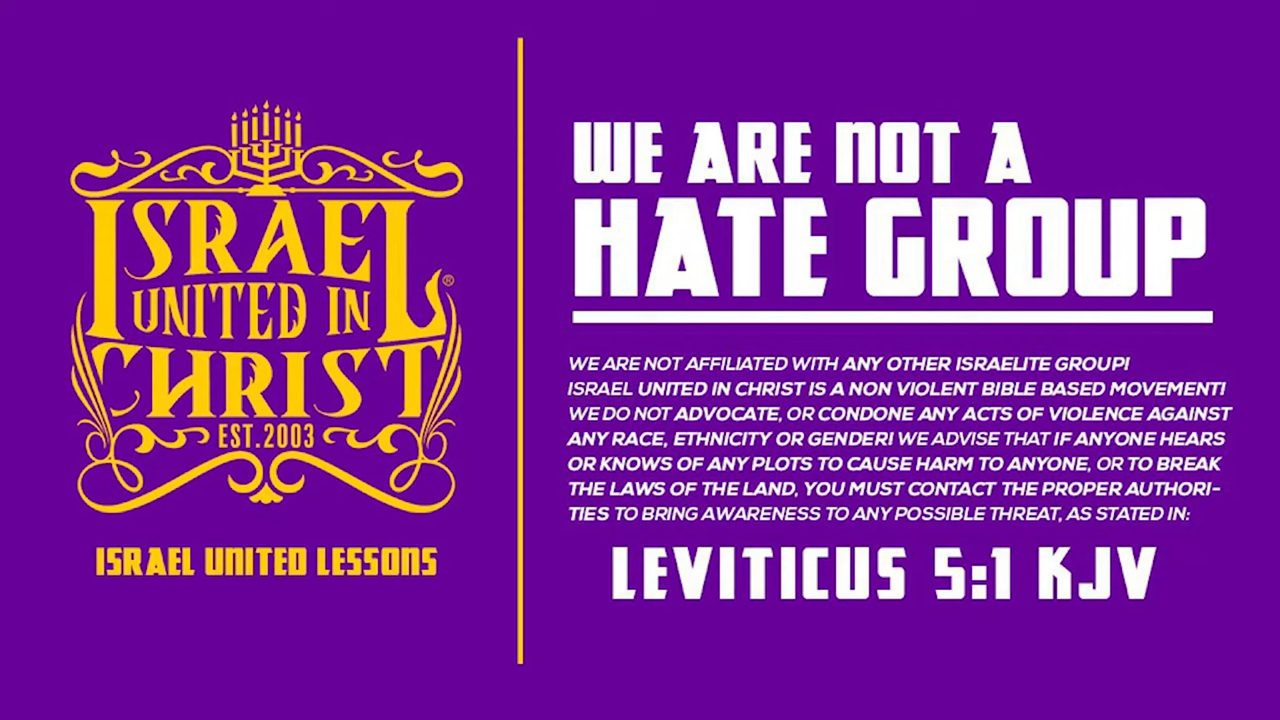 ISRAEL
UNITED IN
CHRIST
®
EST.2003
ISRAEL UNITED LESSONS
WE ARE NOT A
HATE GROUP
WE ARE NOT AFFILIATED WITH ANY OTHER ISRAELITE GROUP!
ISRAEL UNITED IN CHRIST IS A NON VIOLENT BIBLE BASED MOVEMENT!
WE DO NOT ADVOCATE, OR CONDONE ANY ACTS OF VIOLENCE AGAINST
ANY RACE, ETHNICITY OR GENDER! WE ADVISE THAT IF ANYONE HEARS
OR KNOWS OF ANY PLOTS TO CAUSE HARM TO ANYONE, OR TO BREAK
THE LAWS OF THE LAND, YOU MUST CONTACT THE PROPER AUTHORI-
TIES TO BRING AWARENESS TO ANY POSSIBLE THREAT, AS STATED IN:
LEVITICUS 5:1 KJV